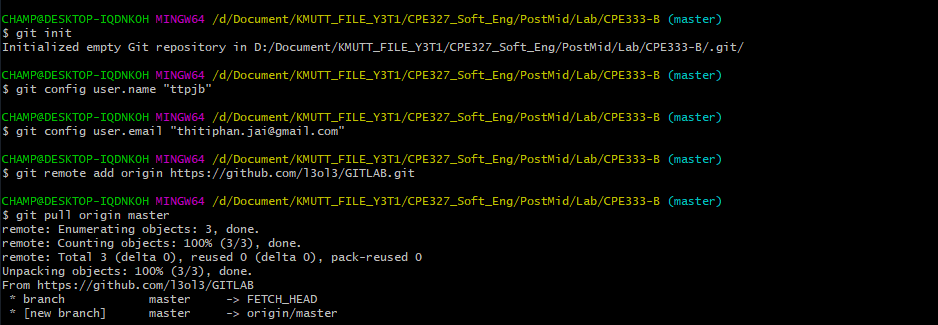 CHAMP@DESKTOP-IQDNKOH MINGW64 /d/Document/KMUTT_FILE_Y3T1/CPE327_Soft_Eng/PostMid/Lab/CPE333-B (master)
$ git init
Initialized empty Git repository in D:/Document/KMUTT_FILE_Y3T1/CPE327_Soft_Eng/PostMid/Lab/CPE333-B/.git/
CHAMP@DESKTOP-IQDNKOH MINGW64 /d/Document/KMUTT_FILE_Y3T1/CPE327_Soft_Eng/PostMid/Lab/CPE333-B (master)
$ git config user.name "ttpjb"
CHAMP@DESKTOP-IQDNKOH MINGW64 /d/Document/KMUTT_FILE_Y3T1/CPE327_Soft_Eng/PostMid/Lab/CPE333-B (master)
$ git config user.email "thitiphan.jai@gmail.com"
CHAMP@DESKTOP-IQDNKOH MINGW64 /d/Document/KMUTT_FILE_Y3T1/CPE327_Soft_Eng/PostMid/Lab/CPE333-B (master)
$ git remote add origin https://github.com/l3ol3/GITLAB.git
CHAMP@DESKTOP-IQDNKOH MINGW64 /d/Document/KMUTT_FILE_Y3T1/CPE327_Soft_Eng/PostMid/Lab/CPE333-B (master)
$ git pull origin master
remote: Enumerating objects: 3, done.
remote: Counting objects: 100% (3/3), done.
remote: Total 3 (delta 0), reused 0 (delta 0), pack-reused 0
Unpacking objects: 100% (3/3), done.
From https://github.com/l3ol3/GITLAB
 * branch            master     -> FETCH_HEAD
 * [new branch]      master     -> origin/master